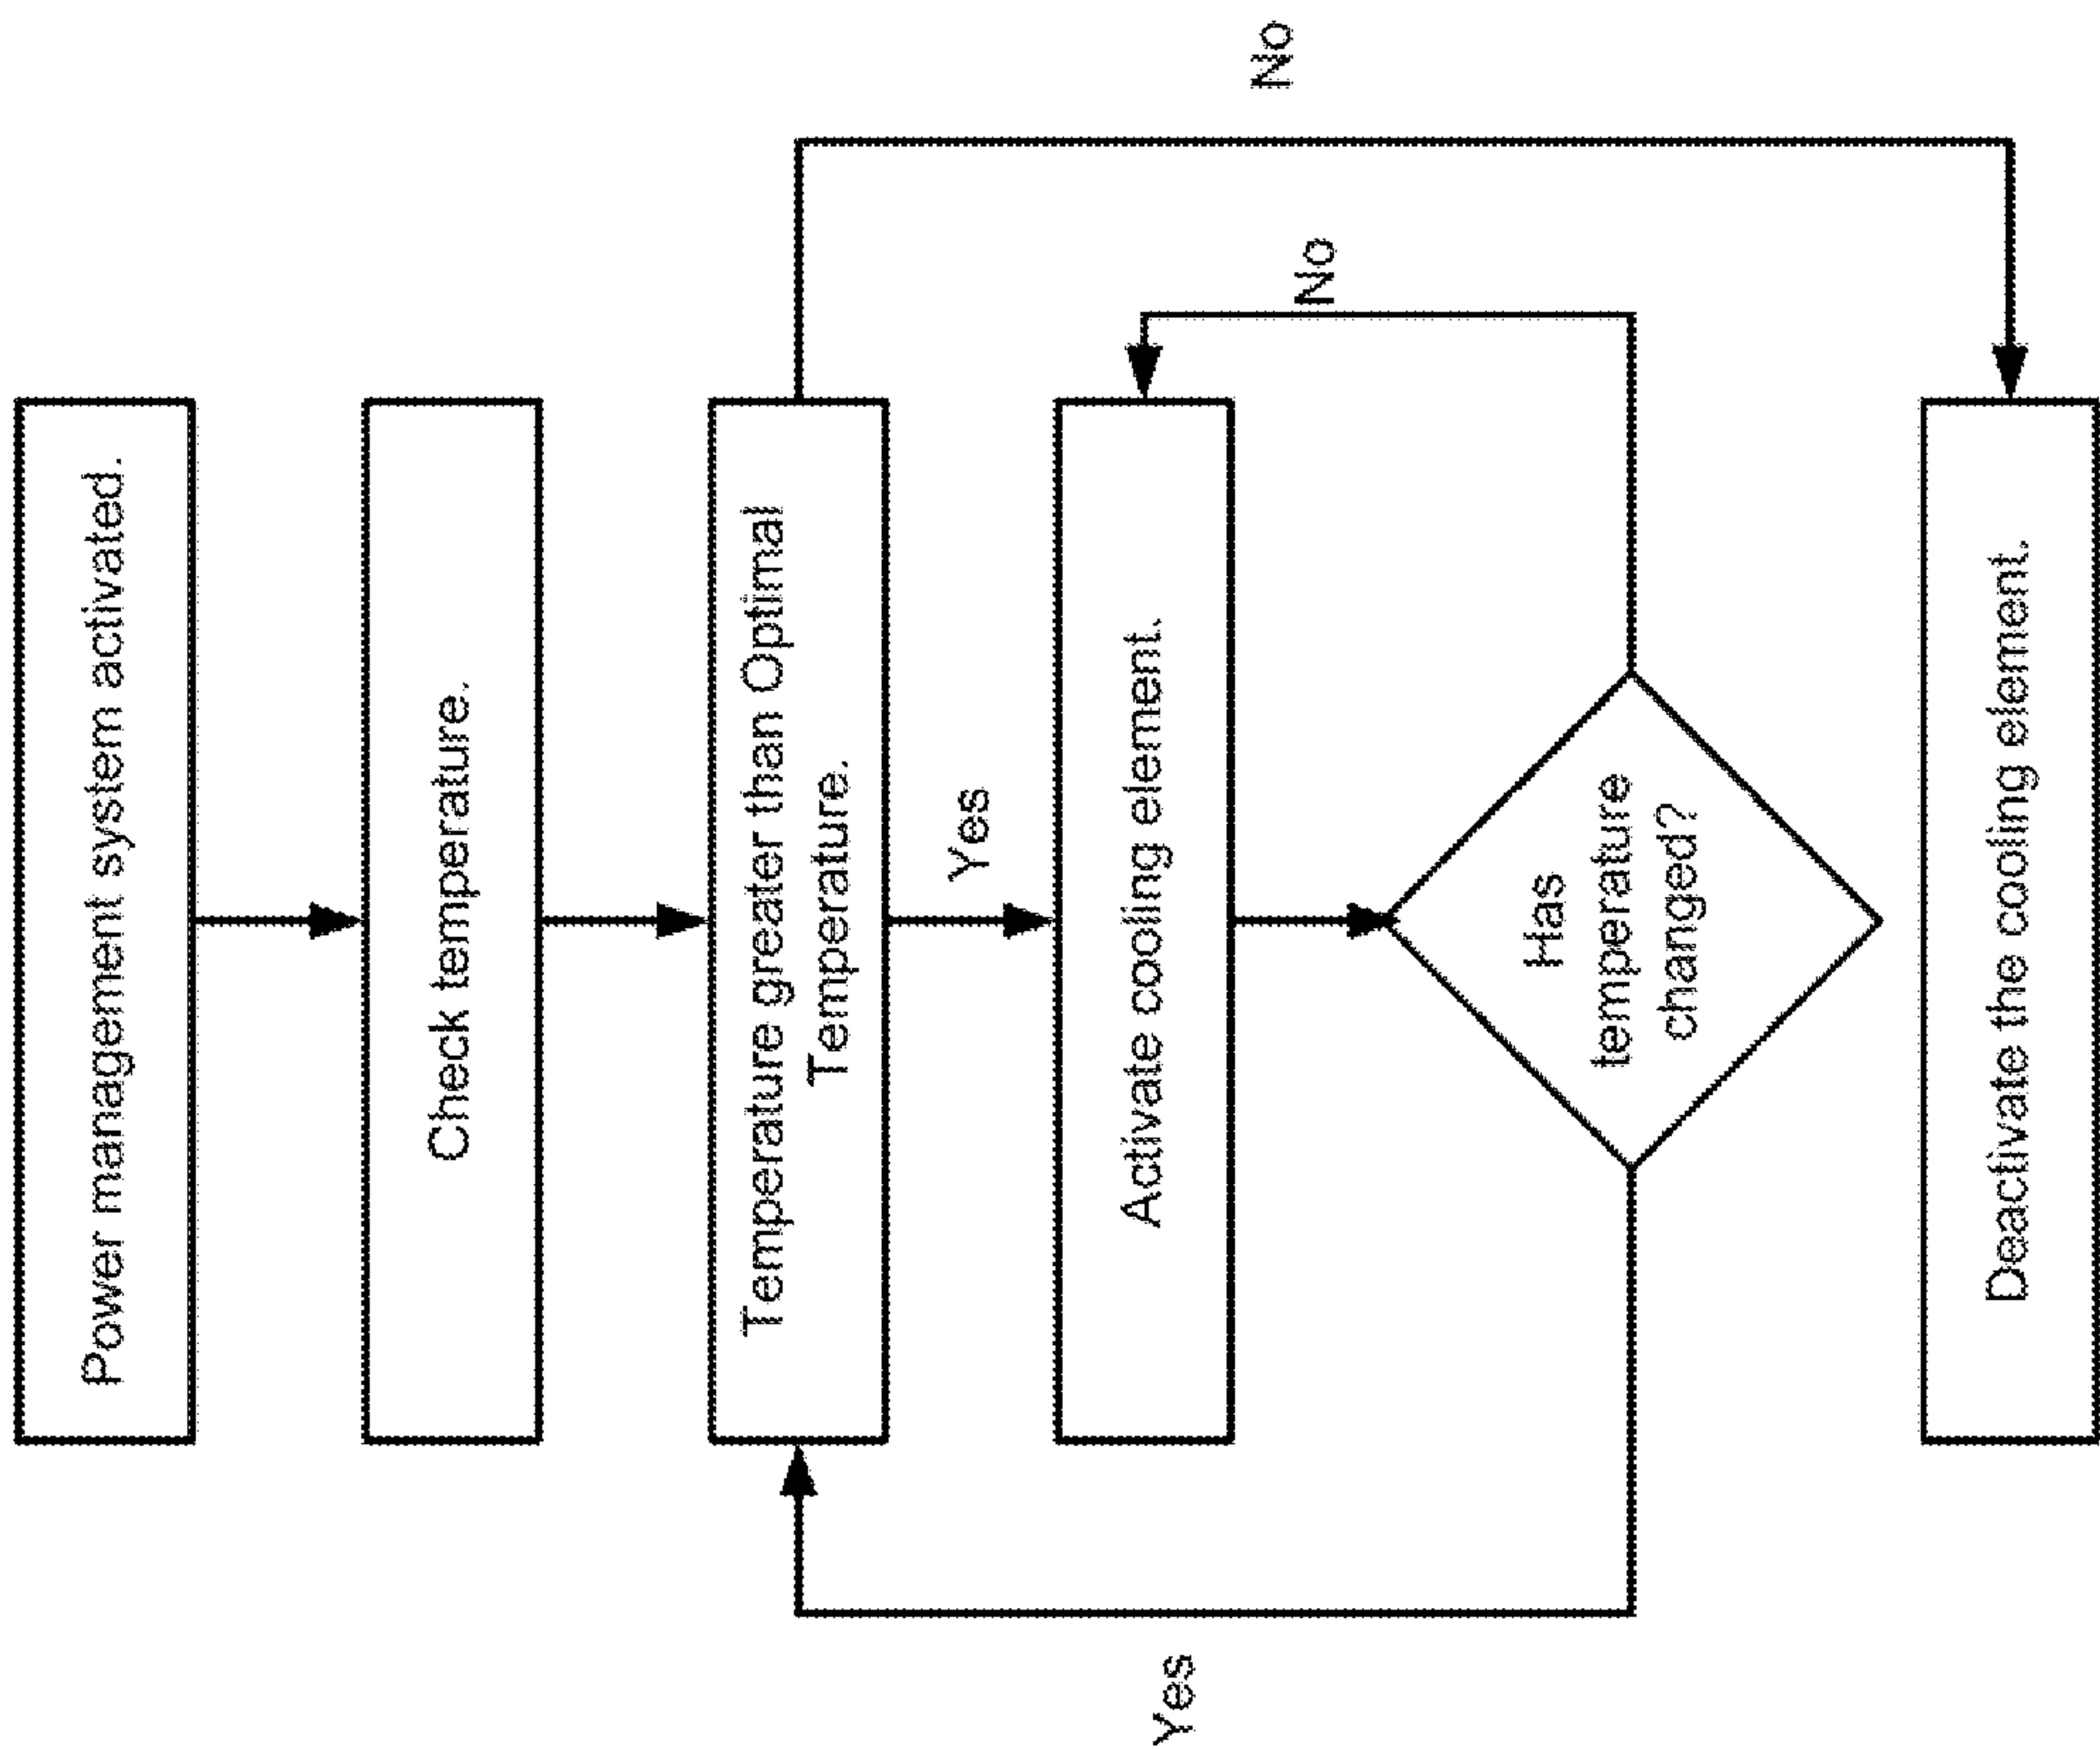 Power management system activated.
Check temperature.
Temperature greater than Optimal
Temperature.
Yes
Activate cooling element.
Has
temperature
changed?
Yes
No
No
Deactivate the cooling element.